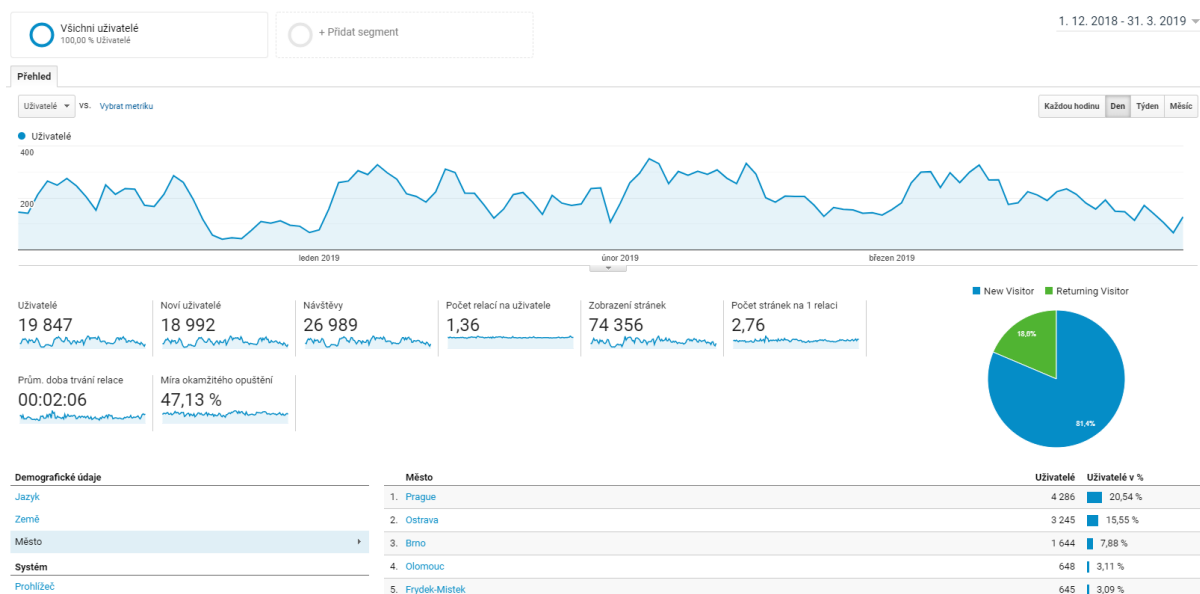 Všichni uživatelé
100,00 % Uživatelé
+ Přidat segment
1. 12. 2018 - 31. 3. 2019
Přehled
Uživatelé
vs.
Vybrat metriku
Každou hodinu
Den
Týden
Měsíc
Uživatelé
400
200
leden 2019
únor 2019
březen 2019
Uživatelé
19 847
Noví uživatelé
18 992
Návštěvy
26 989
Počet relací na uživatele
1,36
Zobrazení stránek
74 356
Počet stránek na 1 relaci
2,76
Prům. doba trvání relace
00:02:06
Míra okamžitého opuštění
47,13 %
New Visitor
Returning Visitor
18,6%
81,4%
Demografické údaje
Jazyk
Země
Město
Systém
Prohlížeč
Město Uživatelé Uživatelé v %
1. Prague 4 286 20,54 %
2. Ostrava 3 245 15,55 %
3. Brno 1 644 7,88 %
4. Olomouc 648 3,11 %
5. Frydek-Mistek 645 3,09 %